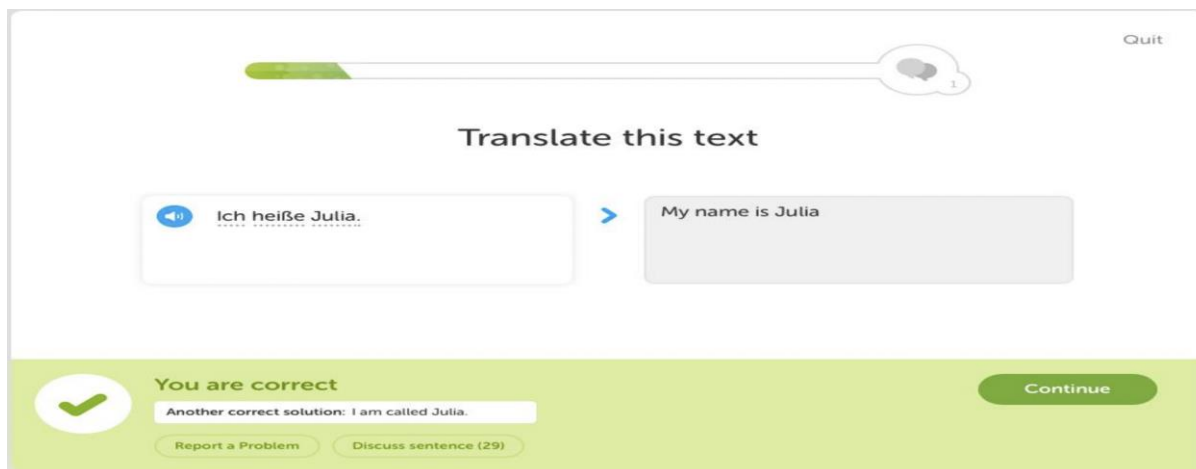 Quit
1
Translate this text
Ich heiße Julia.
My name is Julia
You are correct
Another correct solution: I am called Julia.
Report a Problem
Discuss sentence (29)
Continue